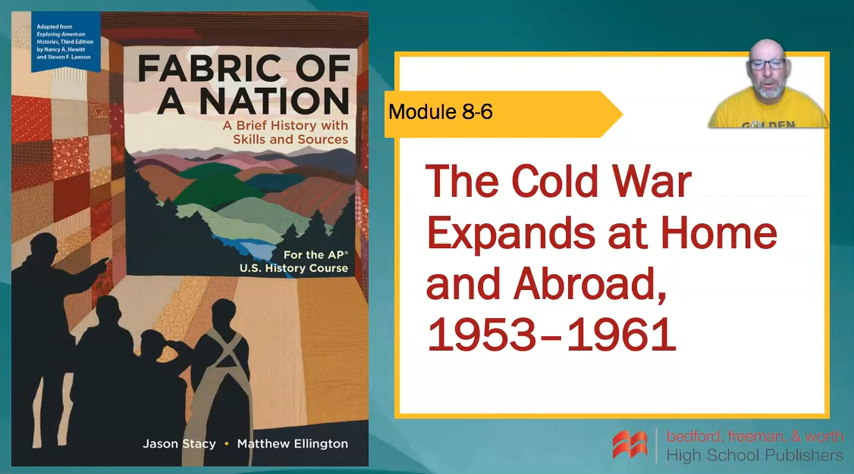 Adapted from
Exploring American
Histories, Third Edition
by Nancy A. Hewitt
and Steven F. Lawson
FABRIC OF
A NATION
A Brief History with
Skills and Sources
For the AP®
U.S. History Course
Jason Stacy • Matthew Ellington
Module 8-6
GOLDEN
The Cold War
Expands at Home
and Abroad,
1953–1961
bedford, freeman, & worth
High School Publishers